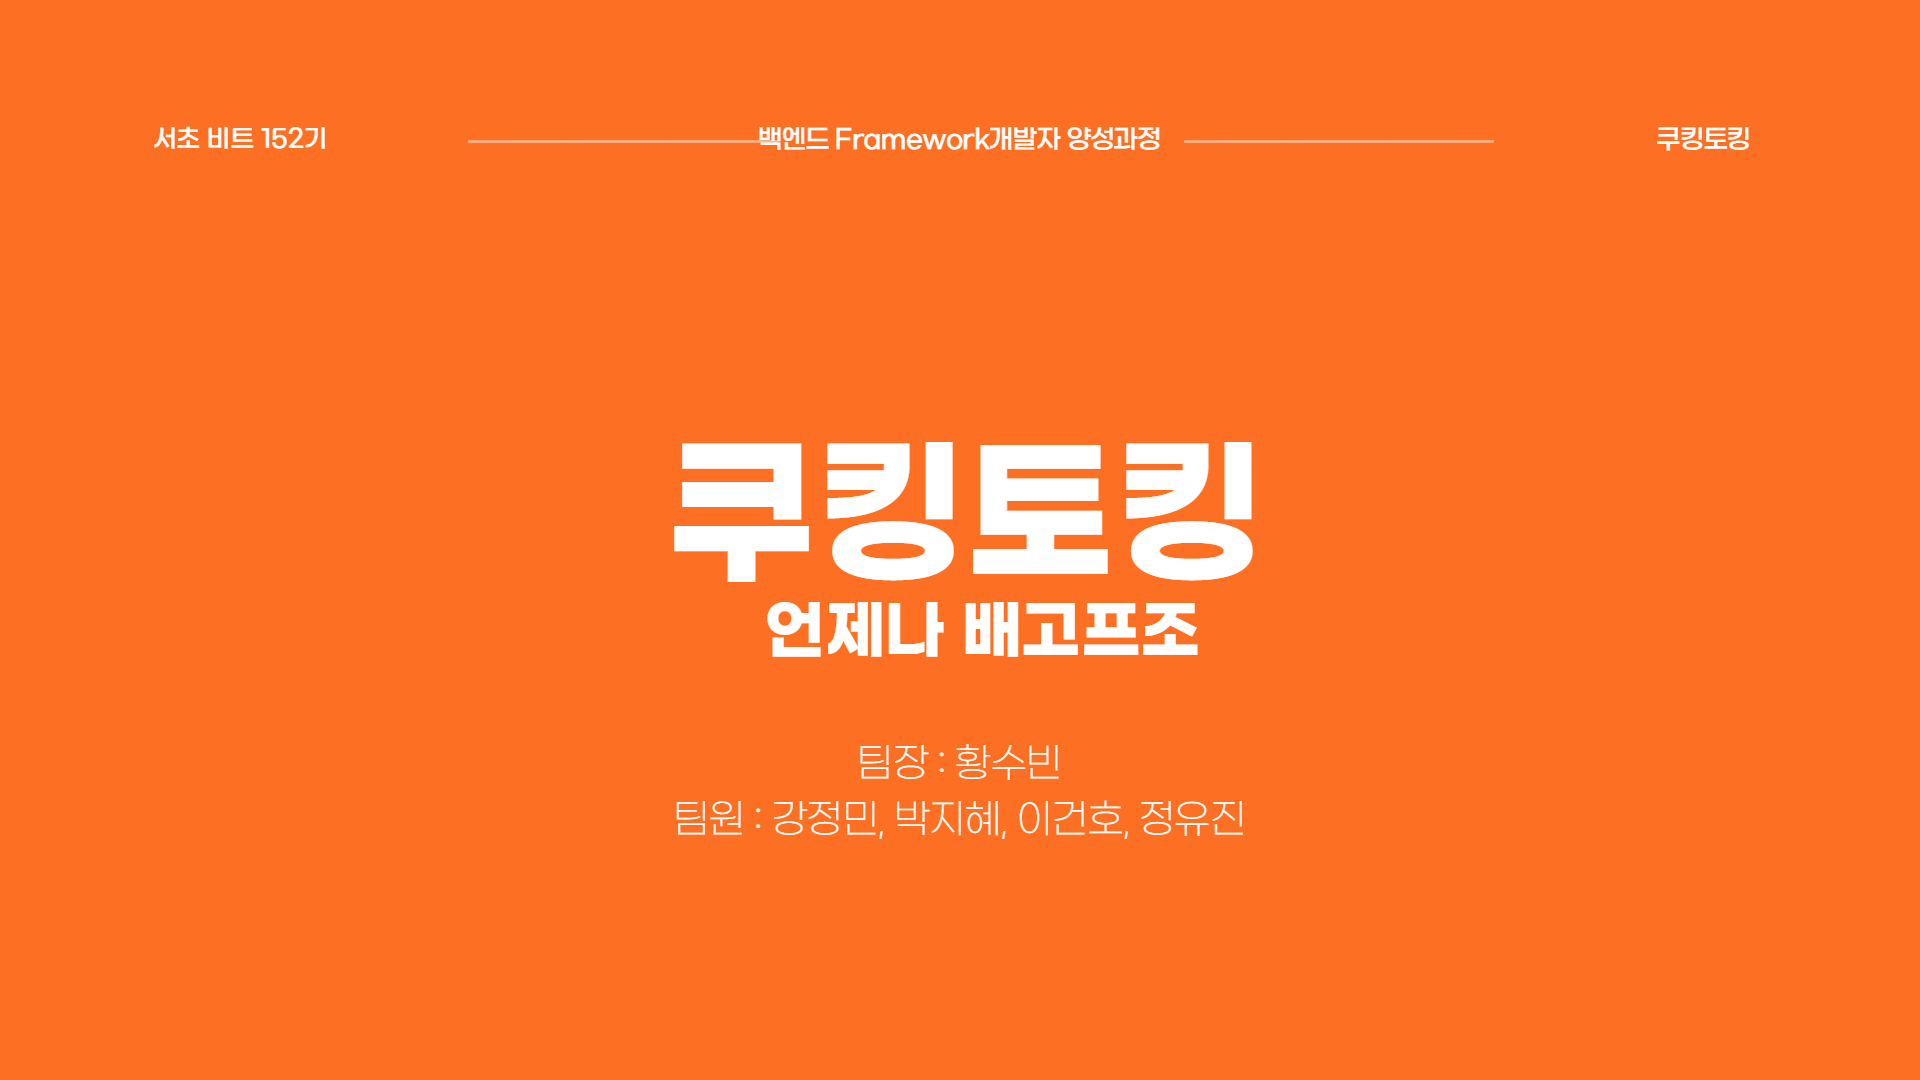 서초 비트 152기
백엔드 Framework개발자 양성과정
쿠킹토킹
쿠킹토킹
언제나 배고프조
팀장 : 황수빈
팀원 : 강정민, 박지혜, 이건호, 정유진